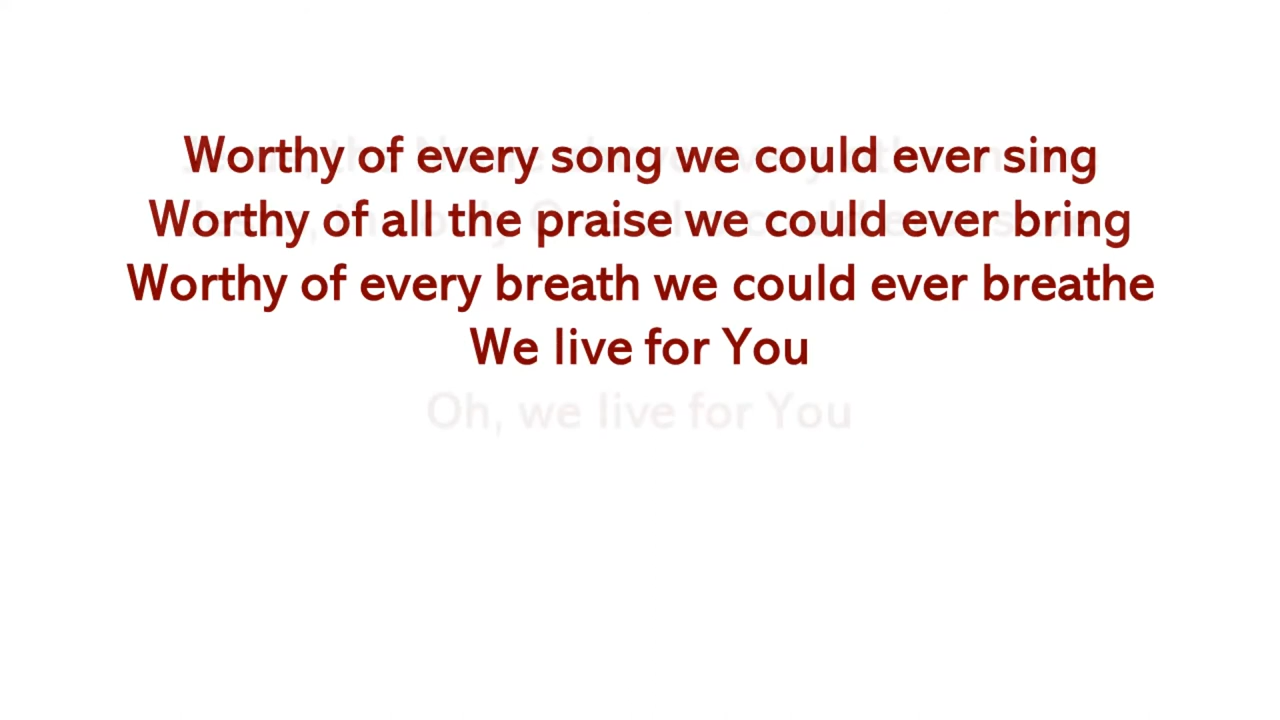 Worthy of every song we could ever sing
Worthy of all the praise we could ever bring
Worthy of every breath we could ever breathe
We live for You
Oh, we live for You